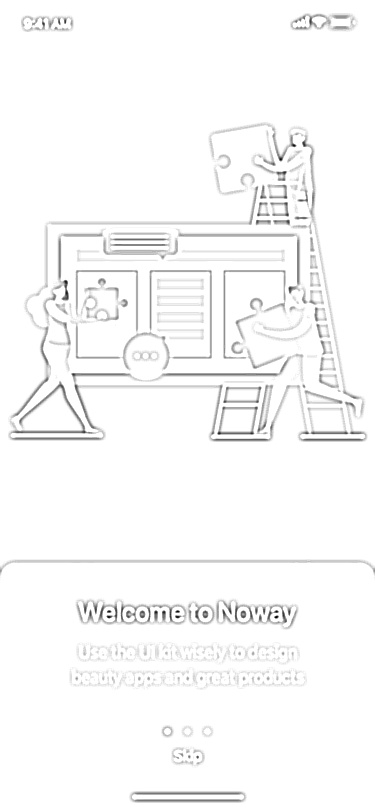 9:41 AM
Welcome to Noway
Use the UI kit wisely to design
beauty apps and great products
Skip